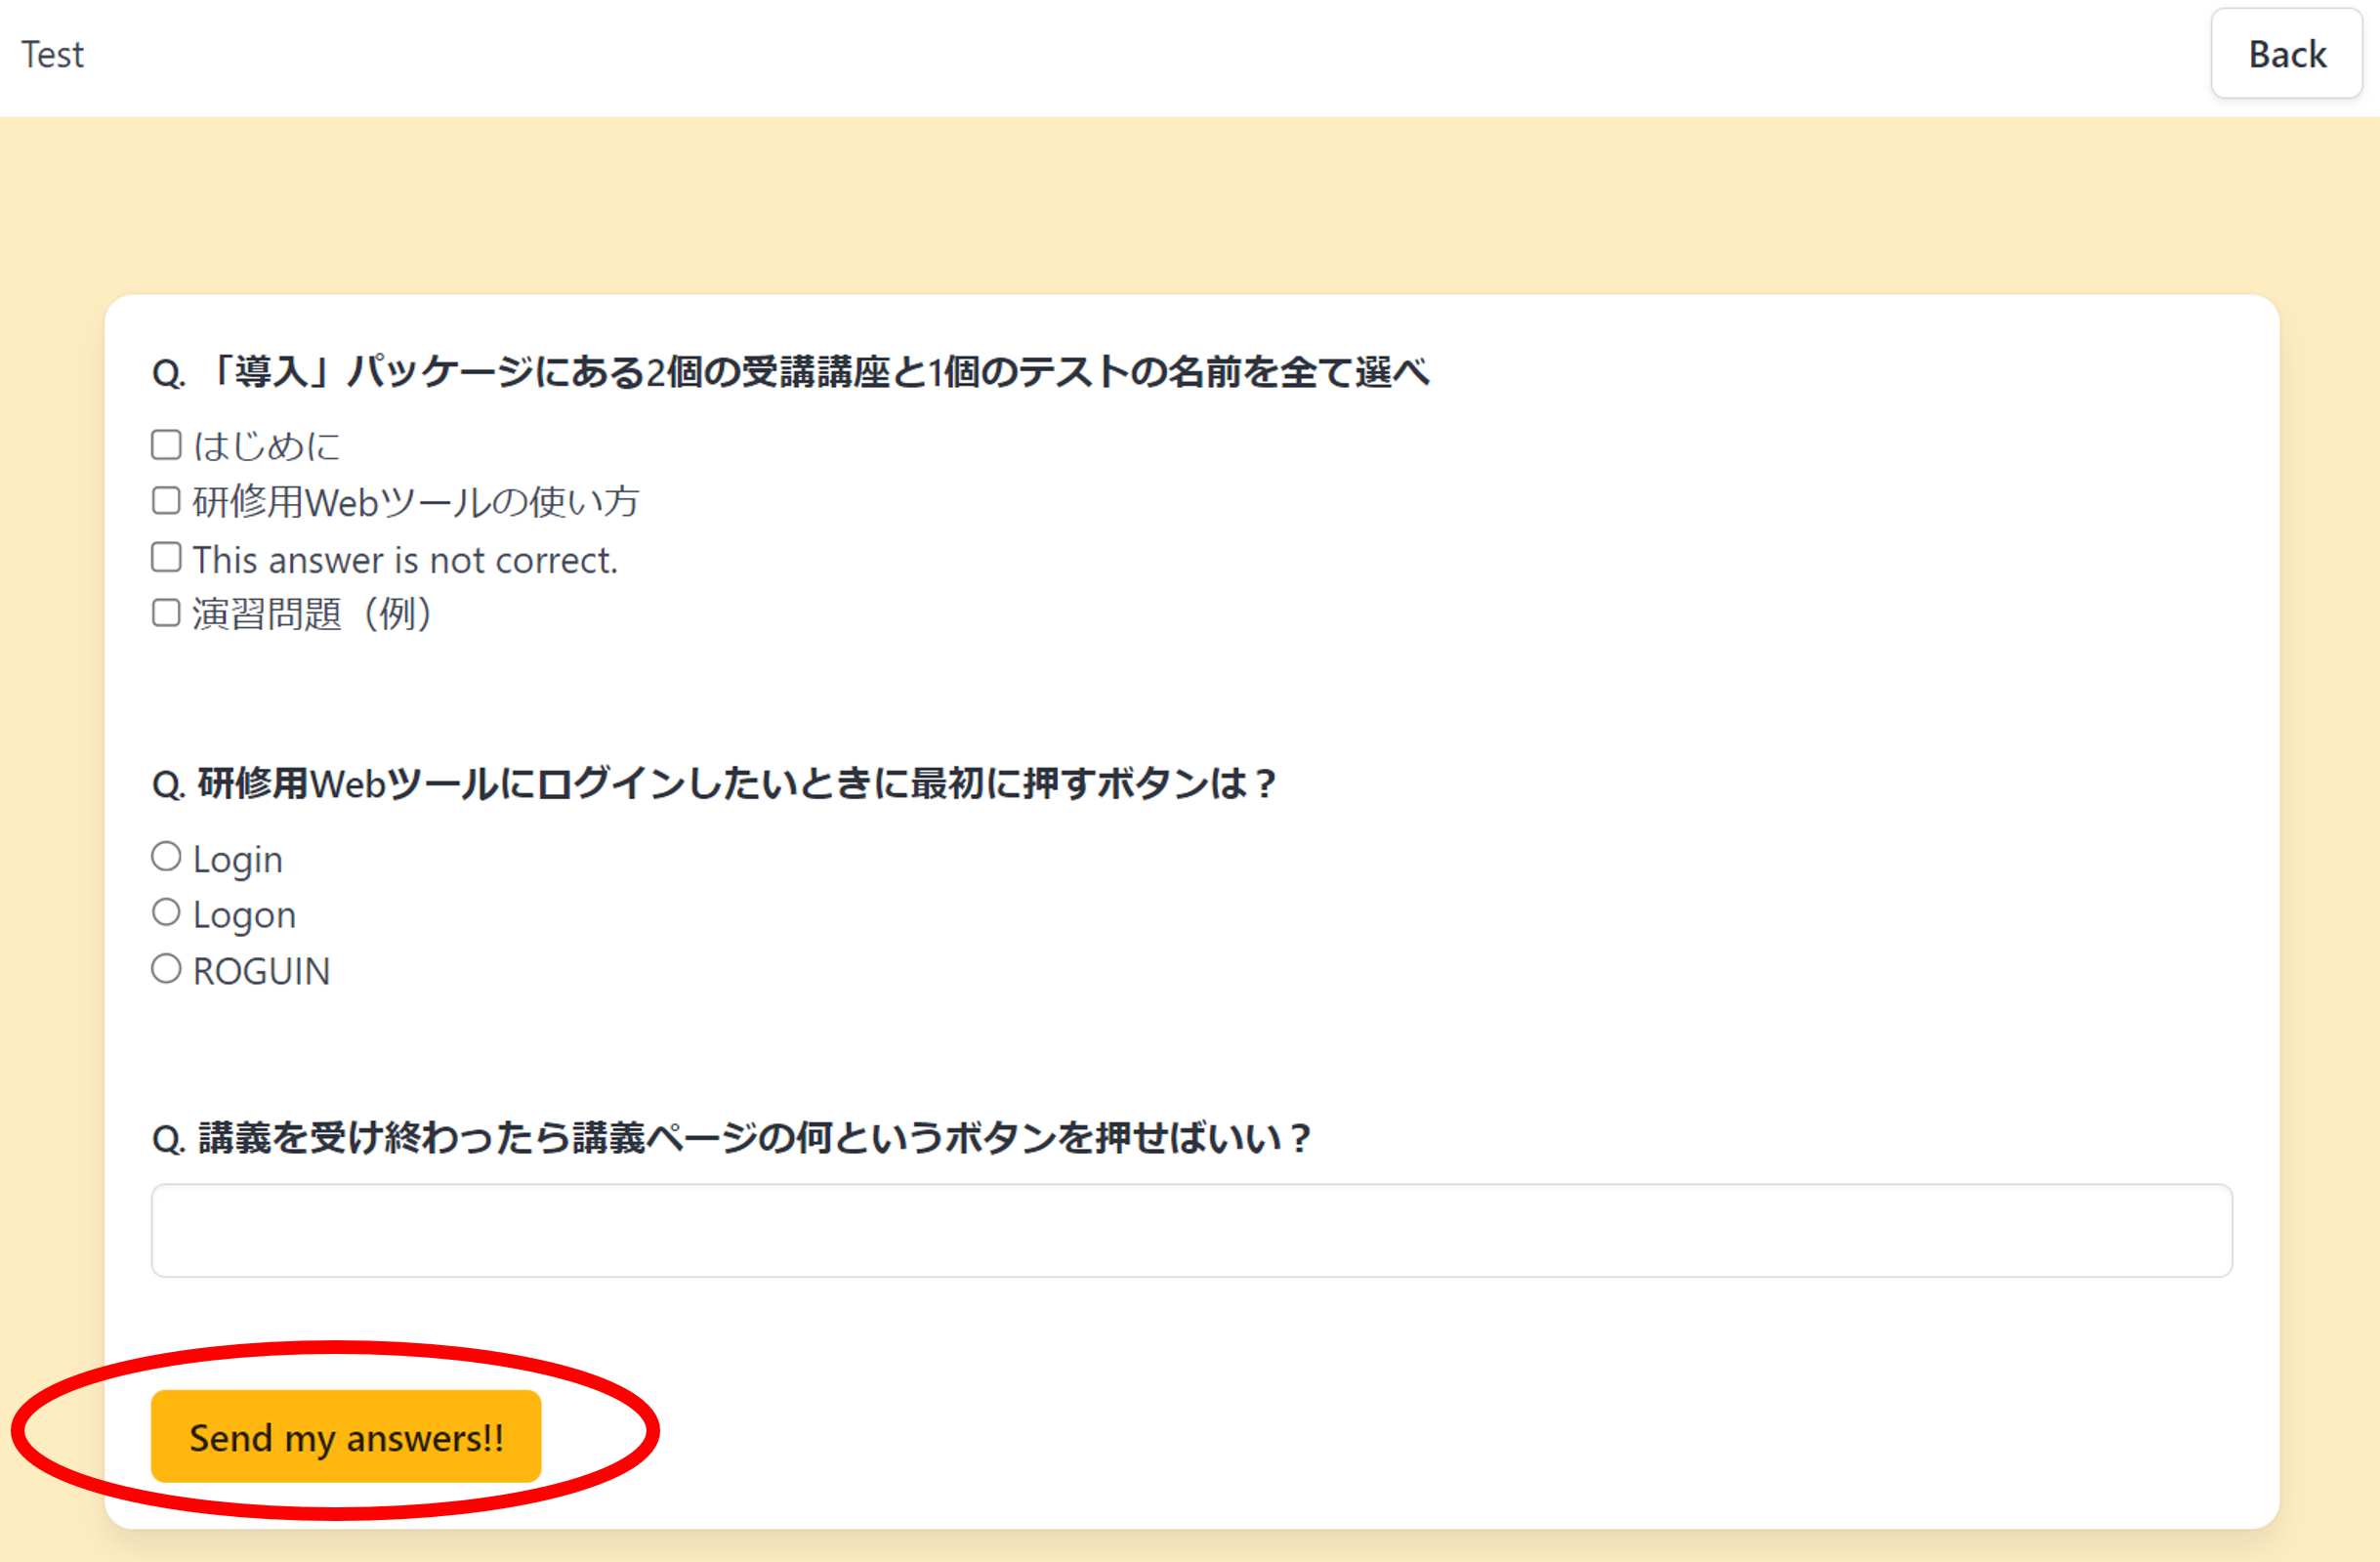 Test
Back
Q. 「導入」パッケージにある2個の受講講座と1個のテストの名前を全て選べ
はじめに
研修用Webツールの使い方
This answer is not correct.
演習問題（例）
Q. 研修用Webツールにログインしたいときに最初に押すボタンは？
Login
Logon
ROGUIN
Q. 講義を受け終わったら講義ページの何というボタンを押せばいい？
Send my answers!!